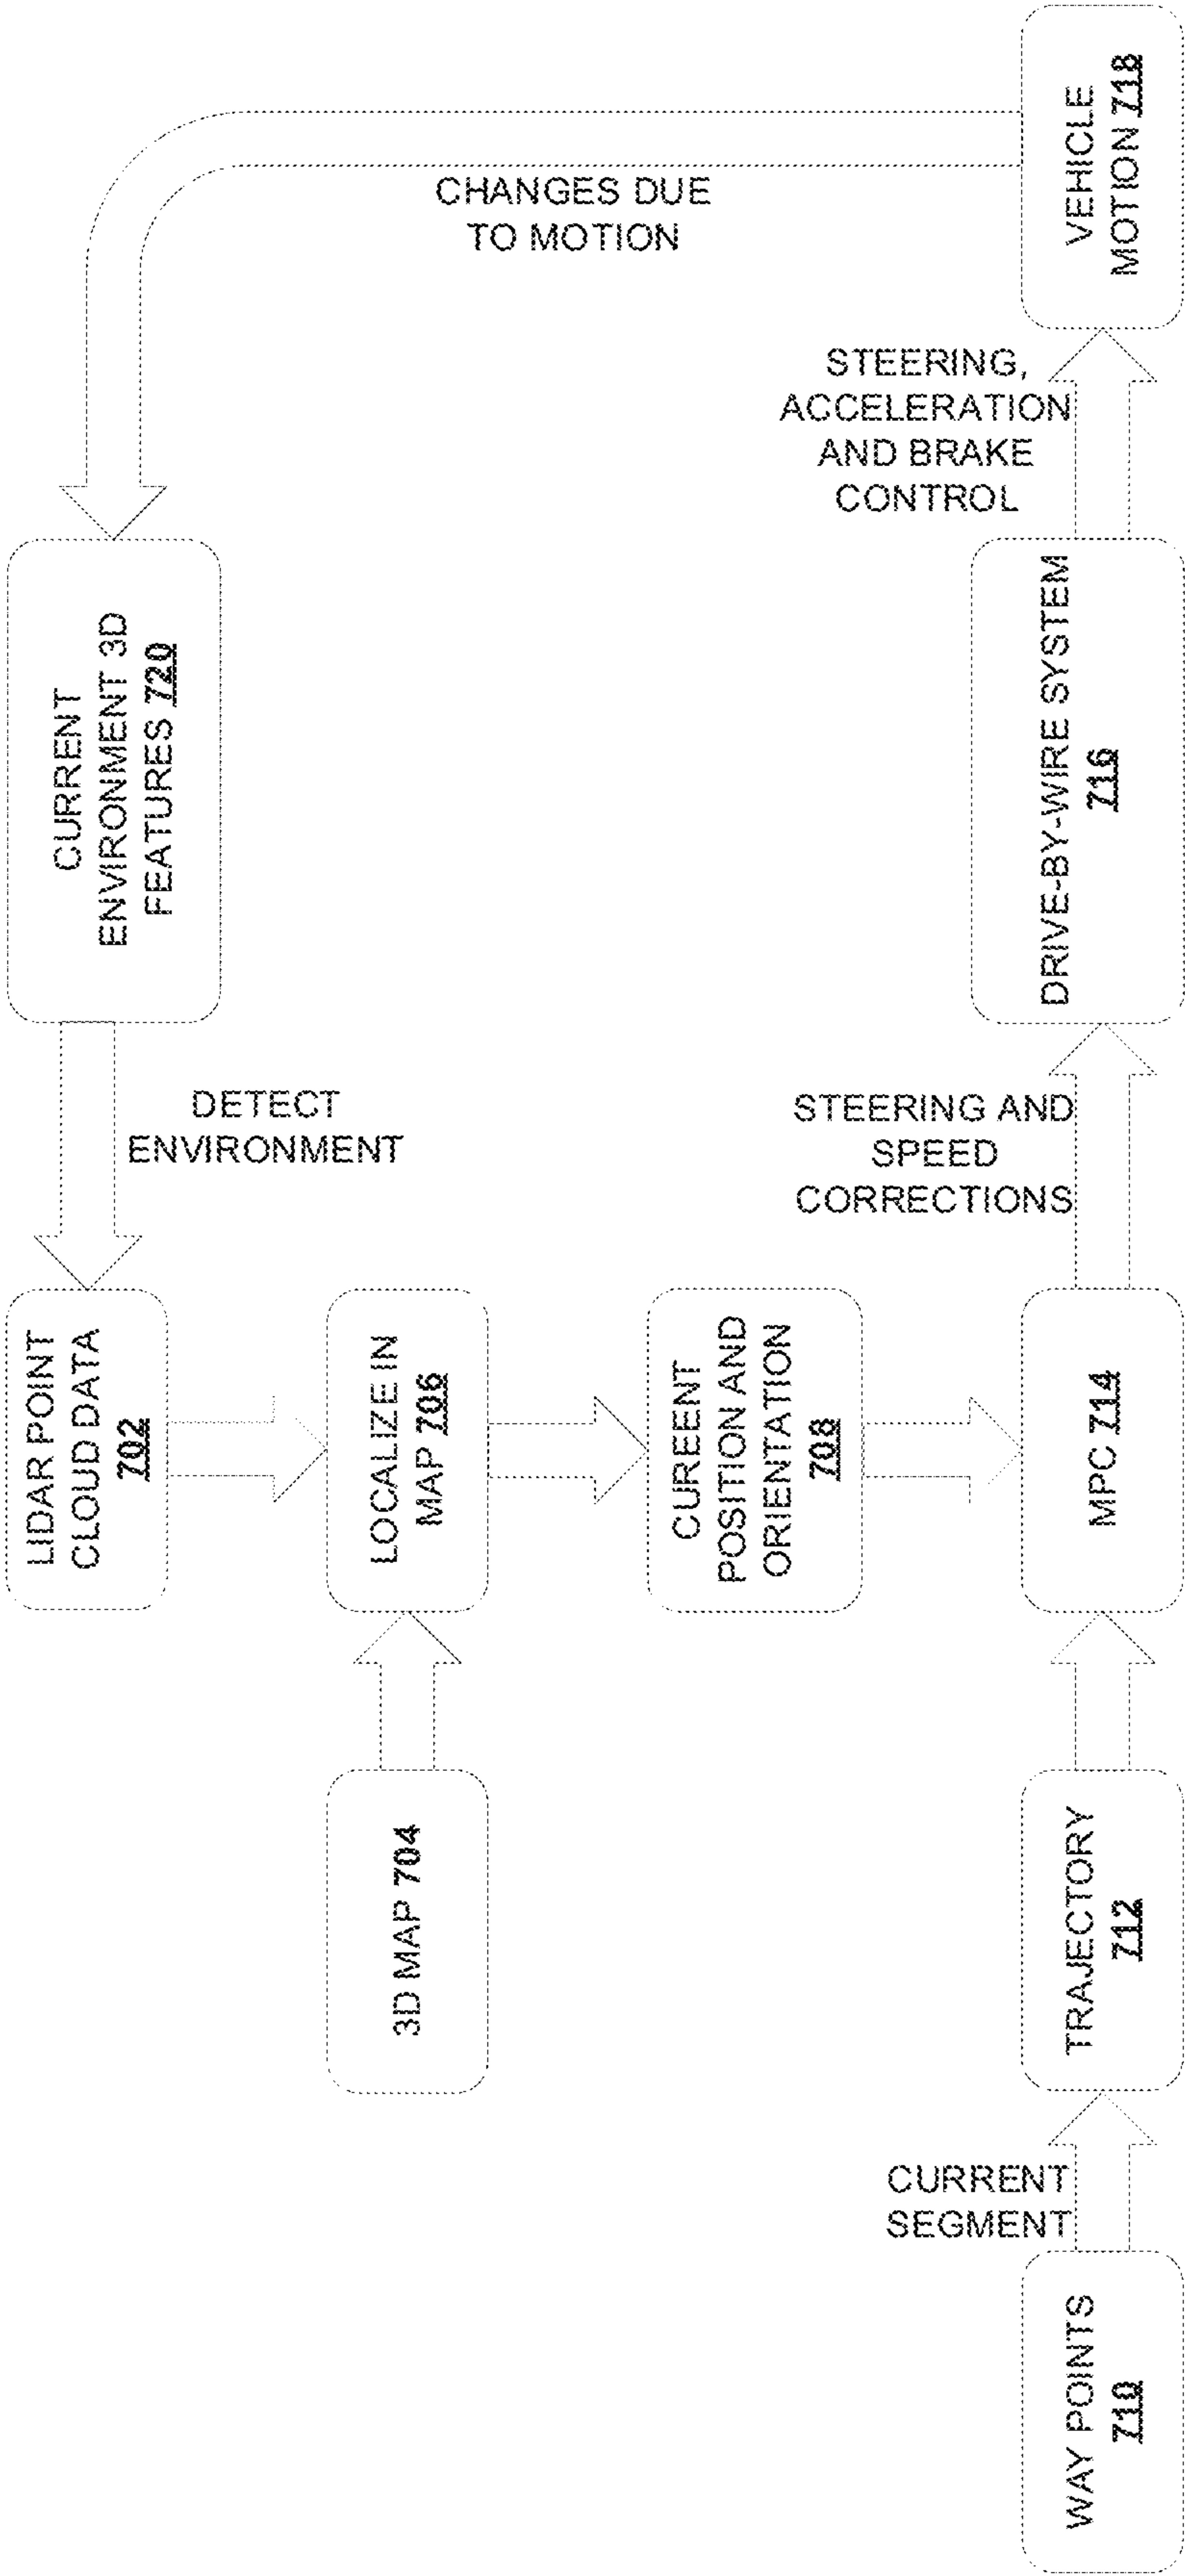 CHANGES DUE
TO MOTION
VEHICLE
MOTION 718
STEERING,
ACCELERATION
AND BRAKE
CONTROL
CURRENT
ENVIRONMENT 3D
FEATURES 720
DRIVE-BY-WIRE SYSTEM
716
DETECT
ENVIRONMENT
STEERING AND
SPEED
CORRECTIONS
LIDAR POINT
CLOUD DATA
702
LOCALIZE IN
MAP 706
CUREENT
POSITION AND
ORIENTATION
708
MPC 714
3D MAP 704
TRAJECTORY
712
CURRENT
SEGMENT
WAY POINTS
710